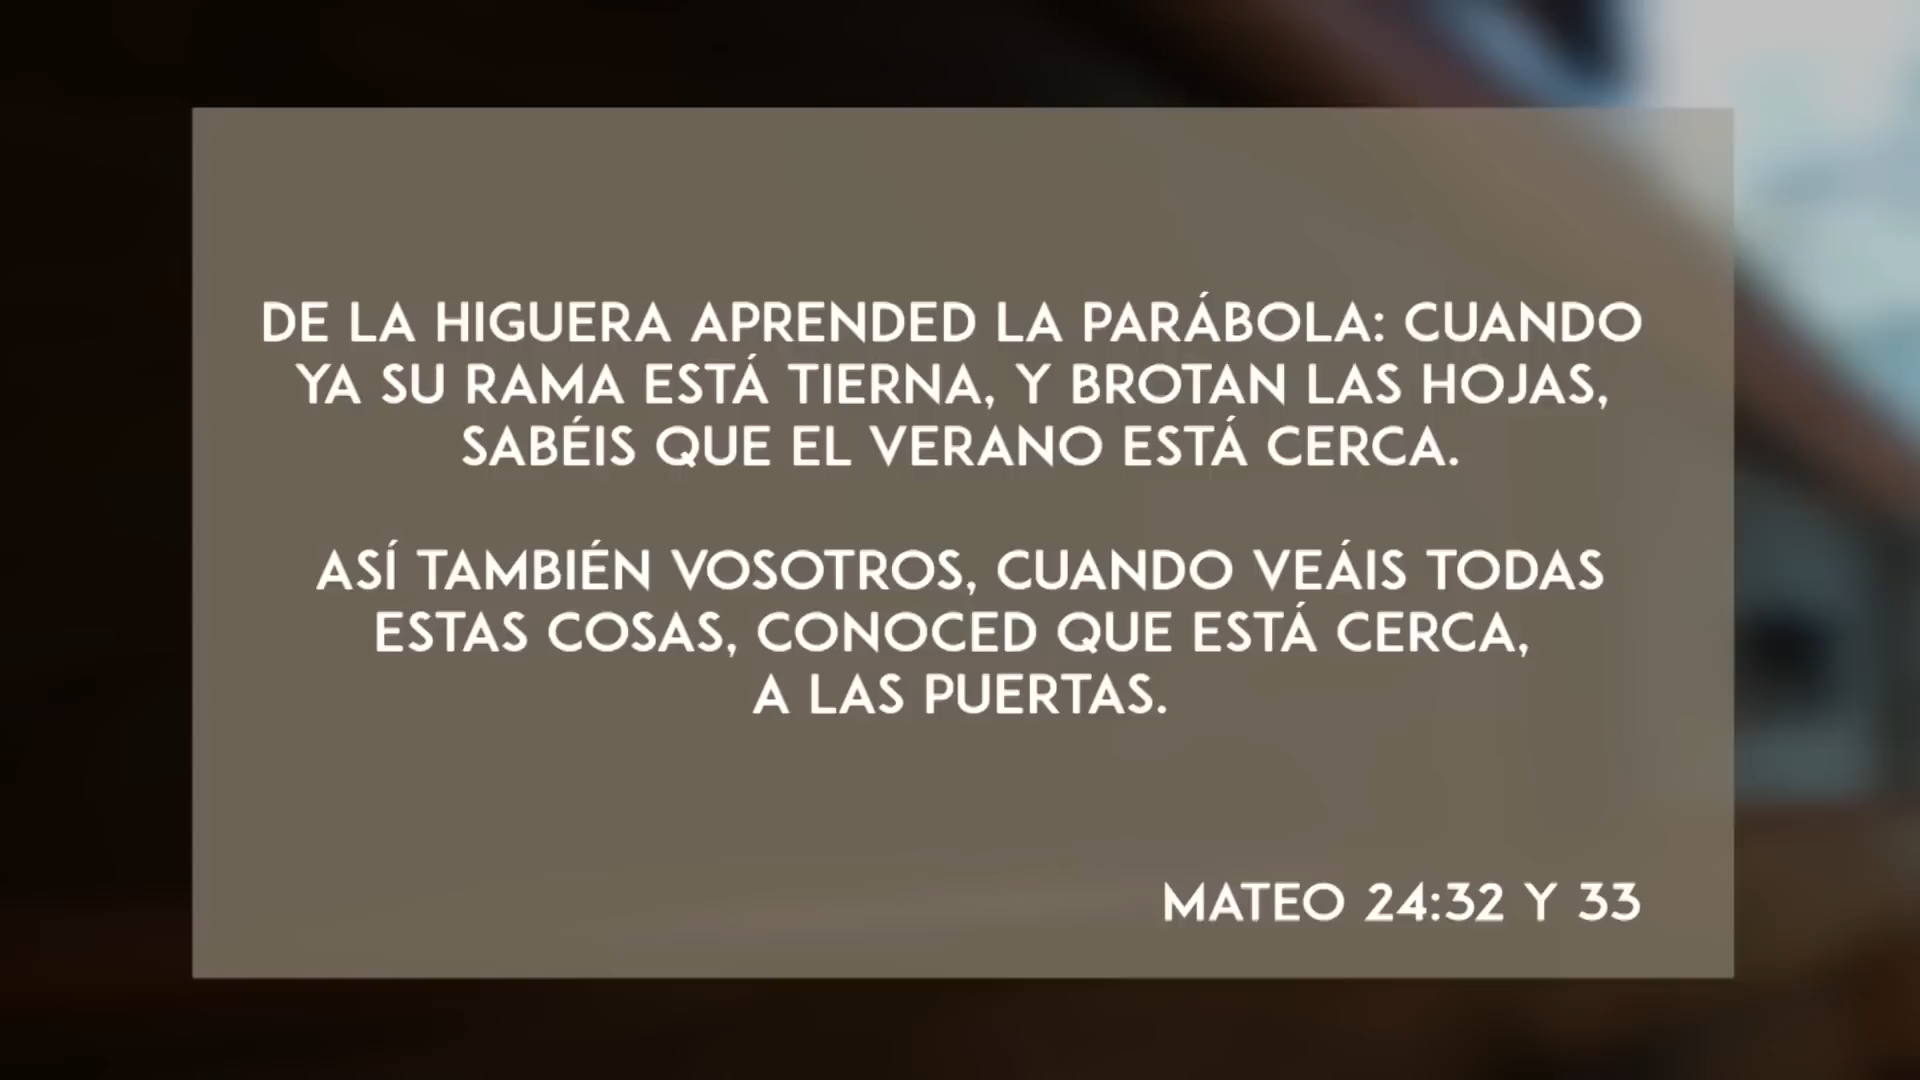 DE LA HIGUERA APRENDED LA PARÁBOLA: CUANDO
YA SU RAMA ESTÁ TIERNA, Y BROTAN LAS HOJAS,
SABÉIS QUE EL VERANO ESTÁ CERCA.
ASÍ TAMBIÉN VOSOTROS, CUANDO VEÁIS TODAS
ESTAS COSAS, CONOCED QUE ESTÁ CERCA,
A LAS PUERTAS.
MATEO 24:32 Y 33